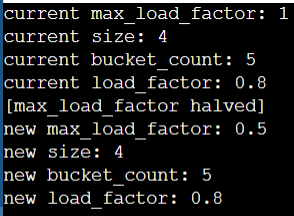 current max_load_factor: 1
current size: 4
current bucket_count: 5
current load_factor: 0.8
[max_load_factor halved]
new max_load_factor: 0.5
new size: 4
new bucket_count: 5
new load_factor: 0.8